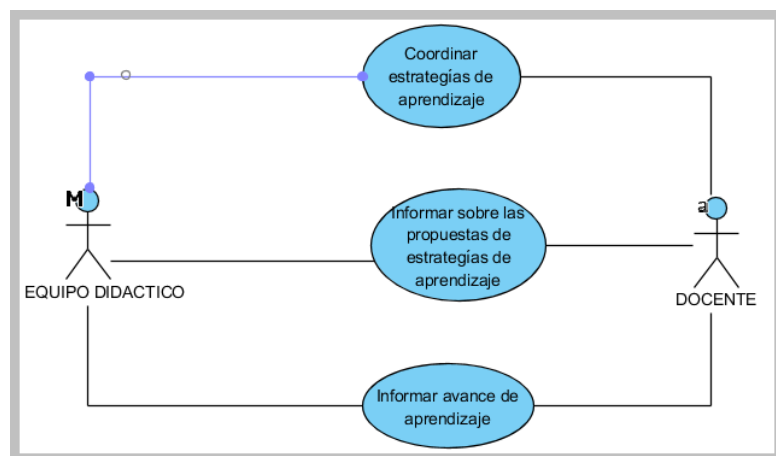 Coordinar
estrategías de
aprendizaje
M
a
Informar sobre las
propuestas de
estrategías de
aprendizaje
EQUIPO DIDACTICO
DOCENTE
Informar avance de
aprendizaje